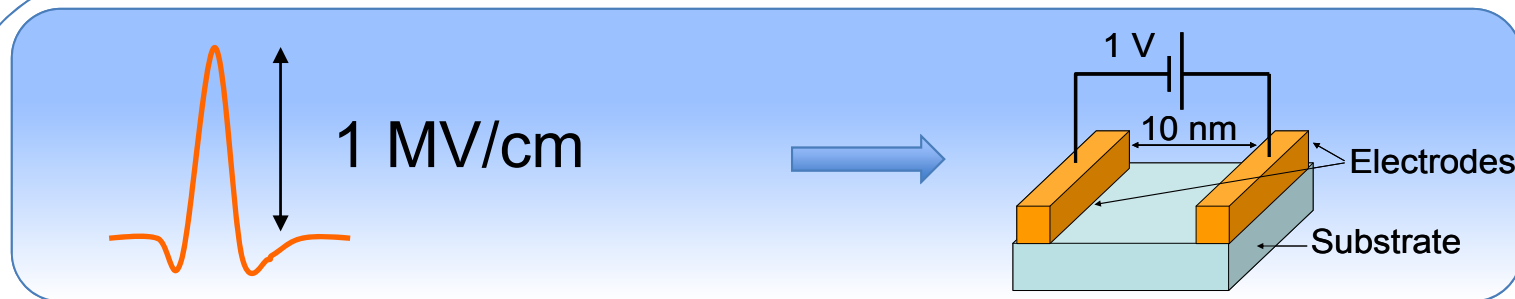 1 MV/cm
1 V
10 nm
Electrodes
Substrate